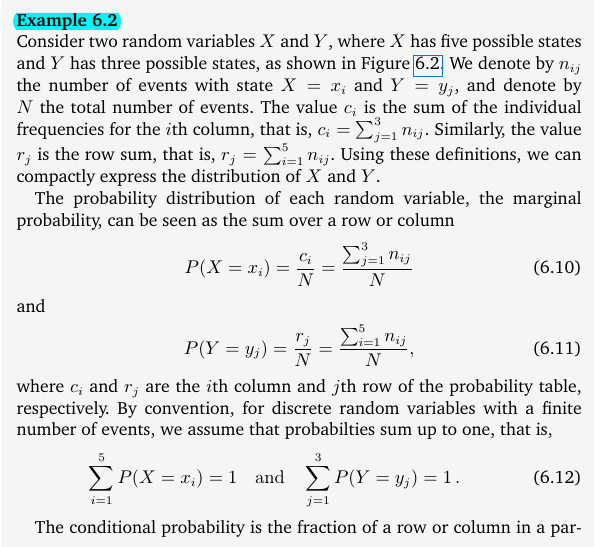 Example 6.2
Consider two random variables X and Y, where X has five possible states
and Y has three possible states, as shown in Figure 6.2. We denote by n_{ij}
the number of events with state X = x_i and Y = y_j, and denote by
N the total number of events. The value c_i is the sum of the individual
frequencies for the ith column, that is, c_i = \sum_{j=1}^{3} n_{ij}. Similarly, the value
r_j is the row sum, that is, r_j = \sum_{i=1}^{5} n_{ij}. Using these definitions, we can
compactly express the distribution of X and Y.
The probability distribution of each random variable, the marginal
probability, can be seen as the sum over a row or column
P(X = x_i) = \frac{c_i}{N} = \frac{\sum_{j=1}^{3} n_{ij}}{N} (6.10)
and
P(Y = y_j) = \frac{r_j}{N} = \frac{\sum_{i=1}^{5} n_{ij}}{N}, (6.11)
where c_i and r_j are the ith column and jth row of the probability table,
respectively. By convention, for discrete random variables with a finite
number of events, we assume that probabilties sum up to one, that is,
\sum_{i=1}^{5} P(X = x_i) = 1 and \sum_{j=1}^{3} P(Y = y_j) = 1. (6.12)
The conditional probability is the fraction of a row or column in a par-